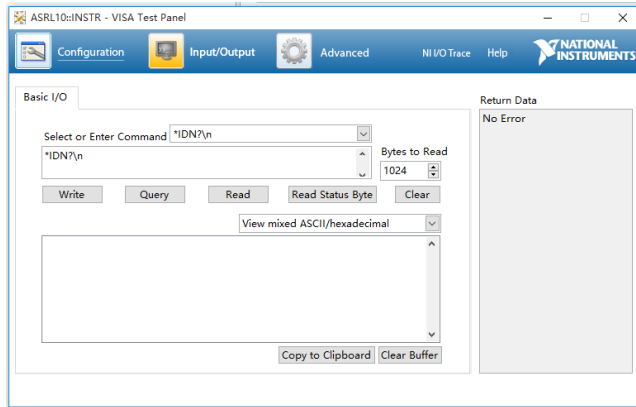 ASRL10::INSTR - VISA Test Panel
Configuration
Input/Output
Advanced
NI I/O Trace
Help
NATIONAL
INSTRUMENTS
Basic I/O
Select or Enter Command
*IDN?\n
*IDN?\n
Bytes to Read
1024
Write
Query
Read
Read Status Byte
Clear
View mixed ASCII/hexadecimal
Copy to Clipboard
Clear Buffer
Return Data
No Error